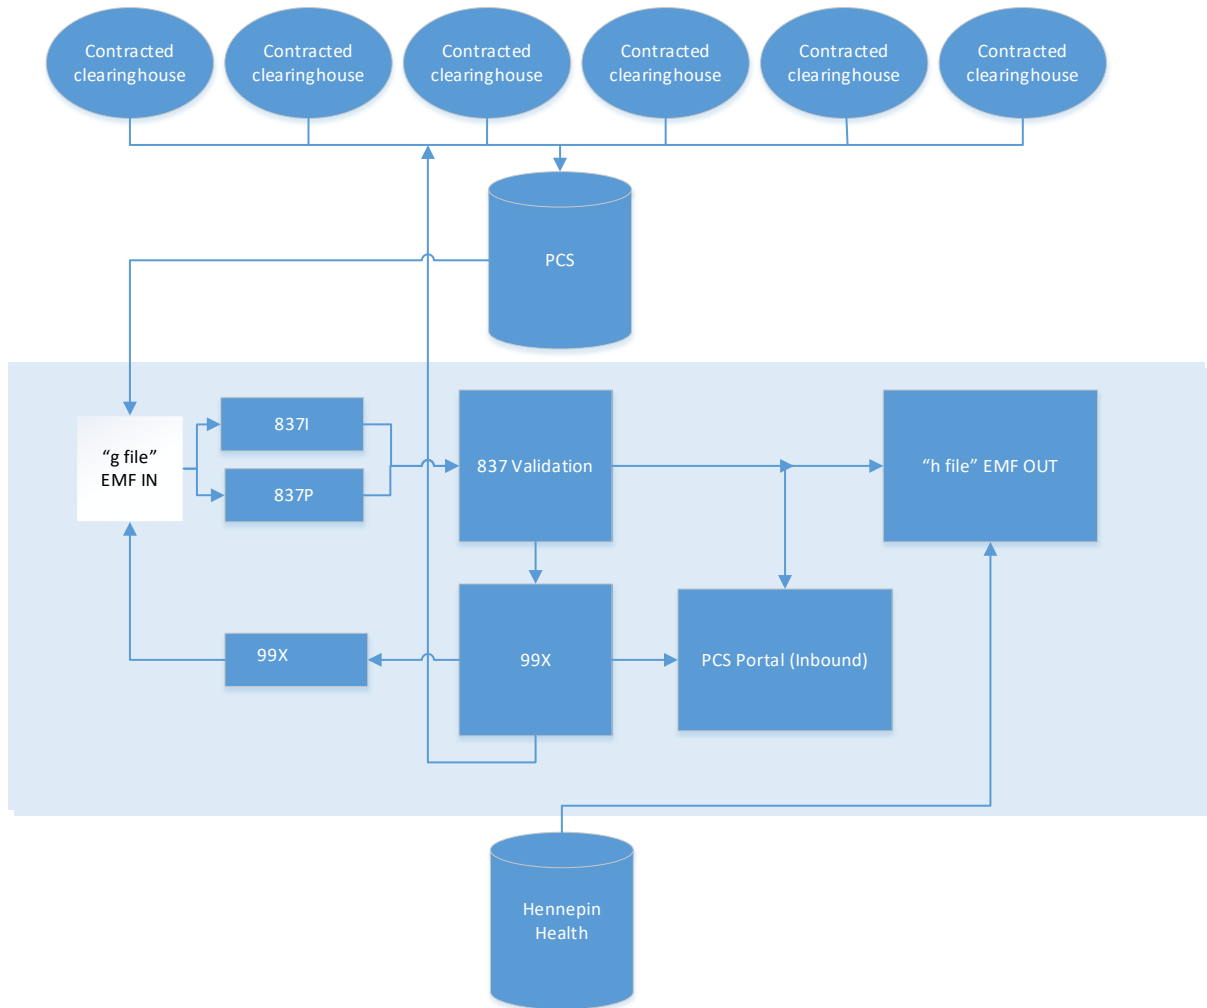 Contracted
clearinghouse
Contracted
clearinghouse
Contracted
clearinghouse
Contracted
clearinghouse
Contracted
clearinghouse
Contracted
clearinghouse
PCS
“g file”
EMF IN
837I
837P
837 Validation
“h file” EMF OUT
99X
99X
PCS Portal (Inbound)
Hennepin
Health